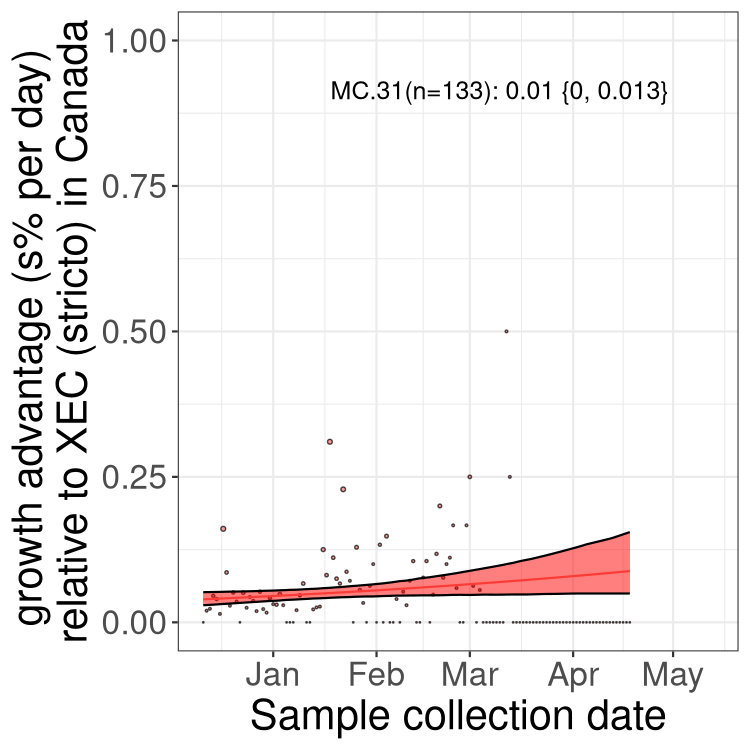 growth advantage (s% per day)
relative to XEC (stricto) in Canada
1.00
0.75
0.50
0.25
0.00
MC.31(n=133): 0.01 {0, 0.013}
Jan Feb Mar Apr May
Sample collection date